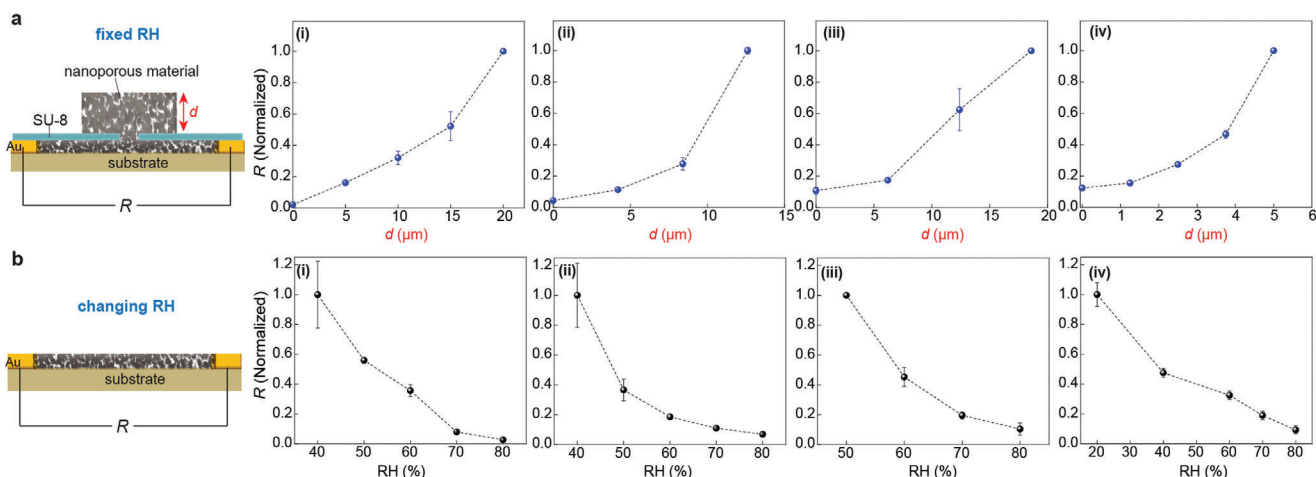 a
fixed RH
nanoporous material
d
SU-8
Au
substrate
R
R (Normalized)
(i)
1.0
0.8
0.6
0.4
0.2
0.0
0 5 10 15 20
d (µm)
(ii)
1.0
0.8
0.6
0.4
0.2
0.0
0 5 10 15
d (µm)
(iii)
1.0
0.8
0.6
0.4
0.2
0.0
0 5 10 15 20
d (µm)
(iv)
1.0
0.8
0.6
0.4
0.2
0.0
0 1 2 3 4 5 6
d (µm)
b
changing RH
Au
substrate
R
R (Normalized)
(i)
1.2
1.0
0.8
0.6
0.4
0.2
0.0
40 50 60 70 80
RH (%)
(ii)
1.2
1.0
0.8
0.6
0.4
0.2
0.0
40 50 60 70 80
RH (%)
(iii)
1.2
1.0
0.8
0.6
0.4
0.2
0.0
50 60 70 80
RH (%)
(iv)
1.2
1.0
0.8
0.6
0.4
0.2
0.0
20 30 40 50 60 70 80
RH (%)